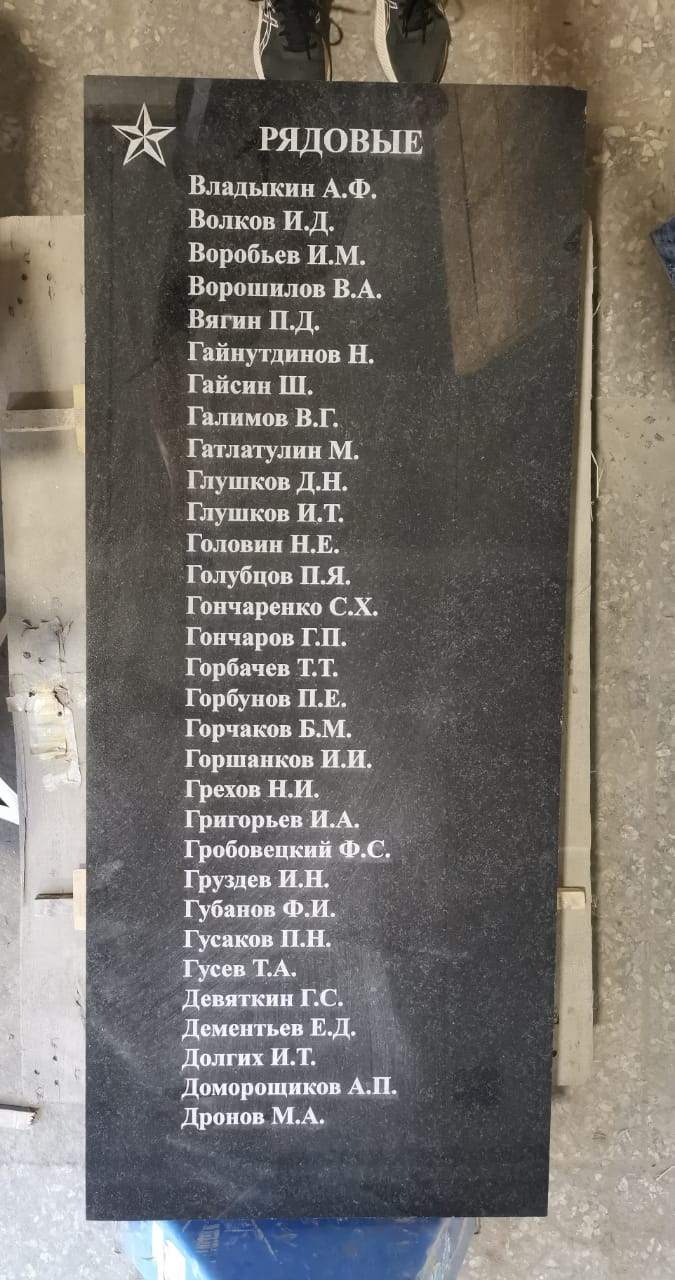 РЯДОВЫЕ
Владыкин А.Ф.
Волков И.Д.
Воробьев И.М.
Ворошилов В.А.
Вягин П.Д.
Гайнутдинов Н.
Гайсин Ш.
Галимов В.Г.
Гатлатулин М.
Глушков Д.Н.
Глушков И.Т.
Головин Н.Е.
Голубцов П.Я.
Гончаренко С.Х.
Гончаров Г.П.
Горбачев Т.Т.
Горбунов П.Е.
Горчаков Б.М.
Горшанков И.И.
Грехов Н.И.
Григорьев И.А.
Гробовецкий Ф.С.
Груздев И.Н.
Губанов Ф.И.
Гусаков П.Н.
Гусев Т.А.
Девяткин Г.С.
Дементьев Е.Д.
Долгих И.Т.
Доморощиков А.П.
Дронов М.А.